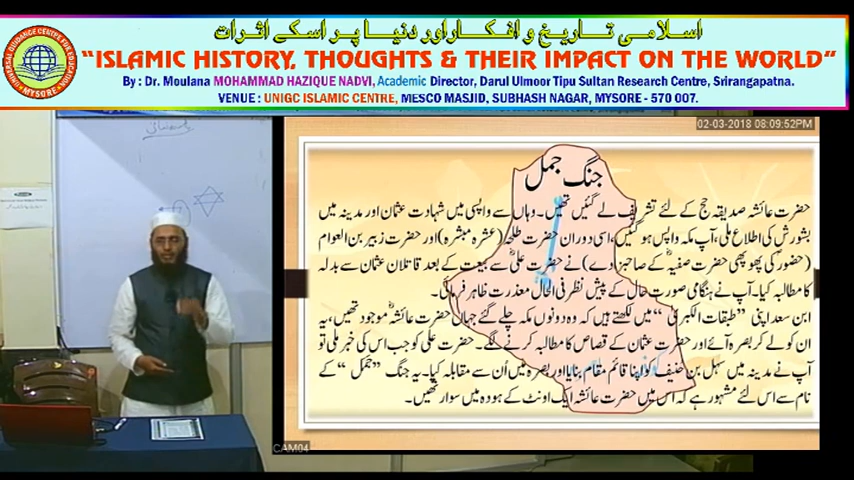 اسلامی تاریخ و افکار اور دنیا پر اسکے اثرات
"ISLAMIC HISTORY, THOUGHTS & THEIR IMPACT ON THE WORLD"
By : Dr. Moulana MOHAMMAD HAZIQUE NADVI, Academic Director, Darul Ulmoor Tipu Sultan Research Centre, Srirangapatna.
VENUE : UNIGC ISLAMIC CENTRE, MESCO MASJID, SUBHASH NAGAR, MYSORE - 570 007.
UNIVERSAL GUIDANCE CENTRE FOR EDUCATION
MYSORE
02-03-2018 08:09:52PM
جنگ جمل
حضرت عائشہ صدیقہ حج کے لئے تشریف لے گئیں تھیں۔ وہاں سے واپسی میں شہادت عثمان اور مدینہ میں
بشورش کی اطلاع ملی، آپ مکہ واپس ہو گئیں، اسی دوران حضرت طلحہ (عشرہ مبشرہ) اور حضرت زبیر بن العوام
(حضورؐ کی پھوپھی حضرت صفیہؓ کے صاحبزادے) نے حضرت علیؓ سے بیعت کے بعد قاتلان عثمان سے بدلہ
کا مطالبہ کیا۔ آپ نے ہنگامی صورت حال کے پیش نظر فی الحال معذرت ظاہر فرمائی۔
ابن سعد اپنی "طبقات الکبریٰ" میں لکھتے ہیں کہ وہ دونوں مکہ چلے گئے جہاں حضرت عائشہؓ موجود تھیں، یہ
ان کو لے کر بصرہ آئے اور حضرت عثمان کے قصاص کا مطالبہ کرنے لگے۔ حضرت علی کو جب اس کی خبر ملی تو
آپ نے مدینہ میں سہل بن حنیف کو اپنا قائم مقام بنایا اور بصرہ میں اُن سے مقابلہ کیا۔ یہ جنگ "جمل" کے
نام سے اس لئے مشہور ہے کہ اس میں حضرت عائشہ ایک اونٹ کے ہودہ میں سوار تھیں۔
CAM04